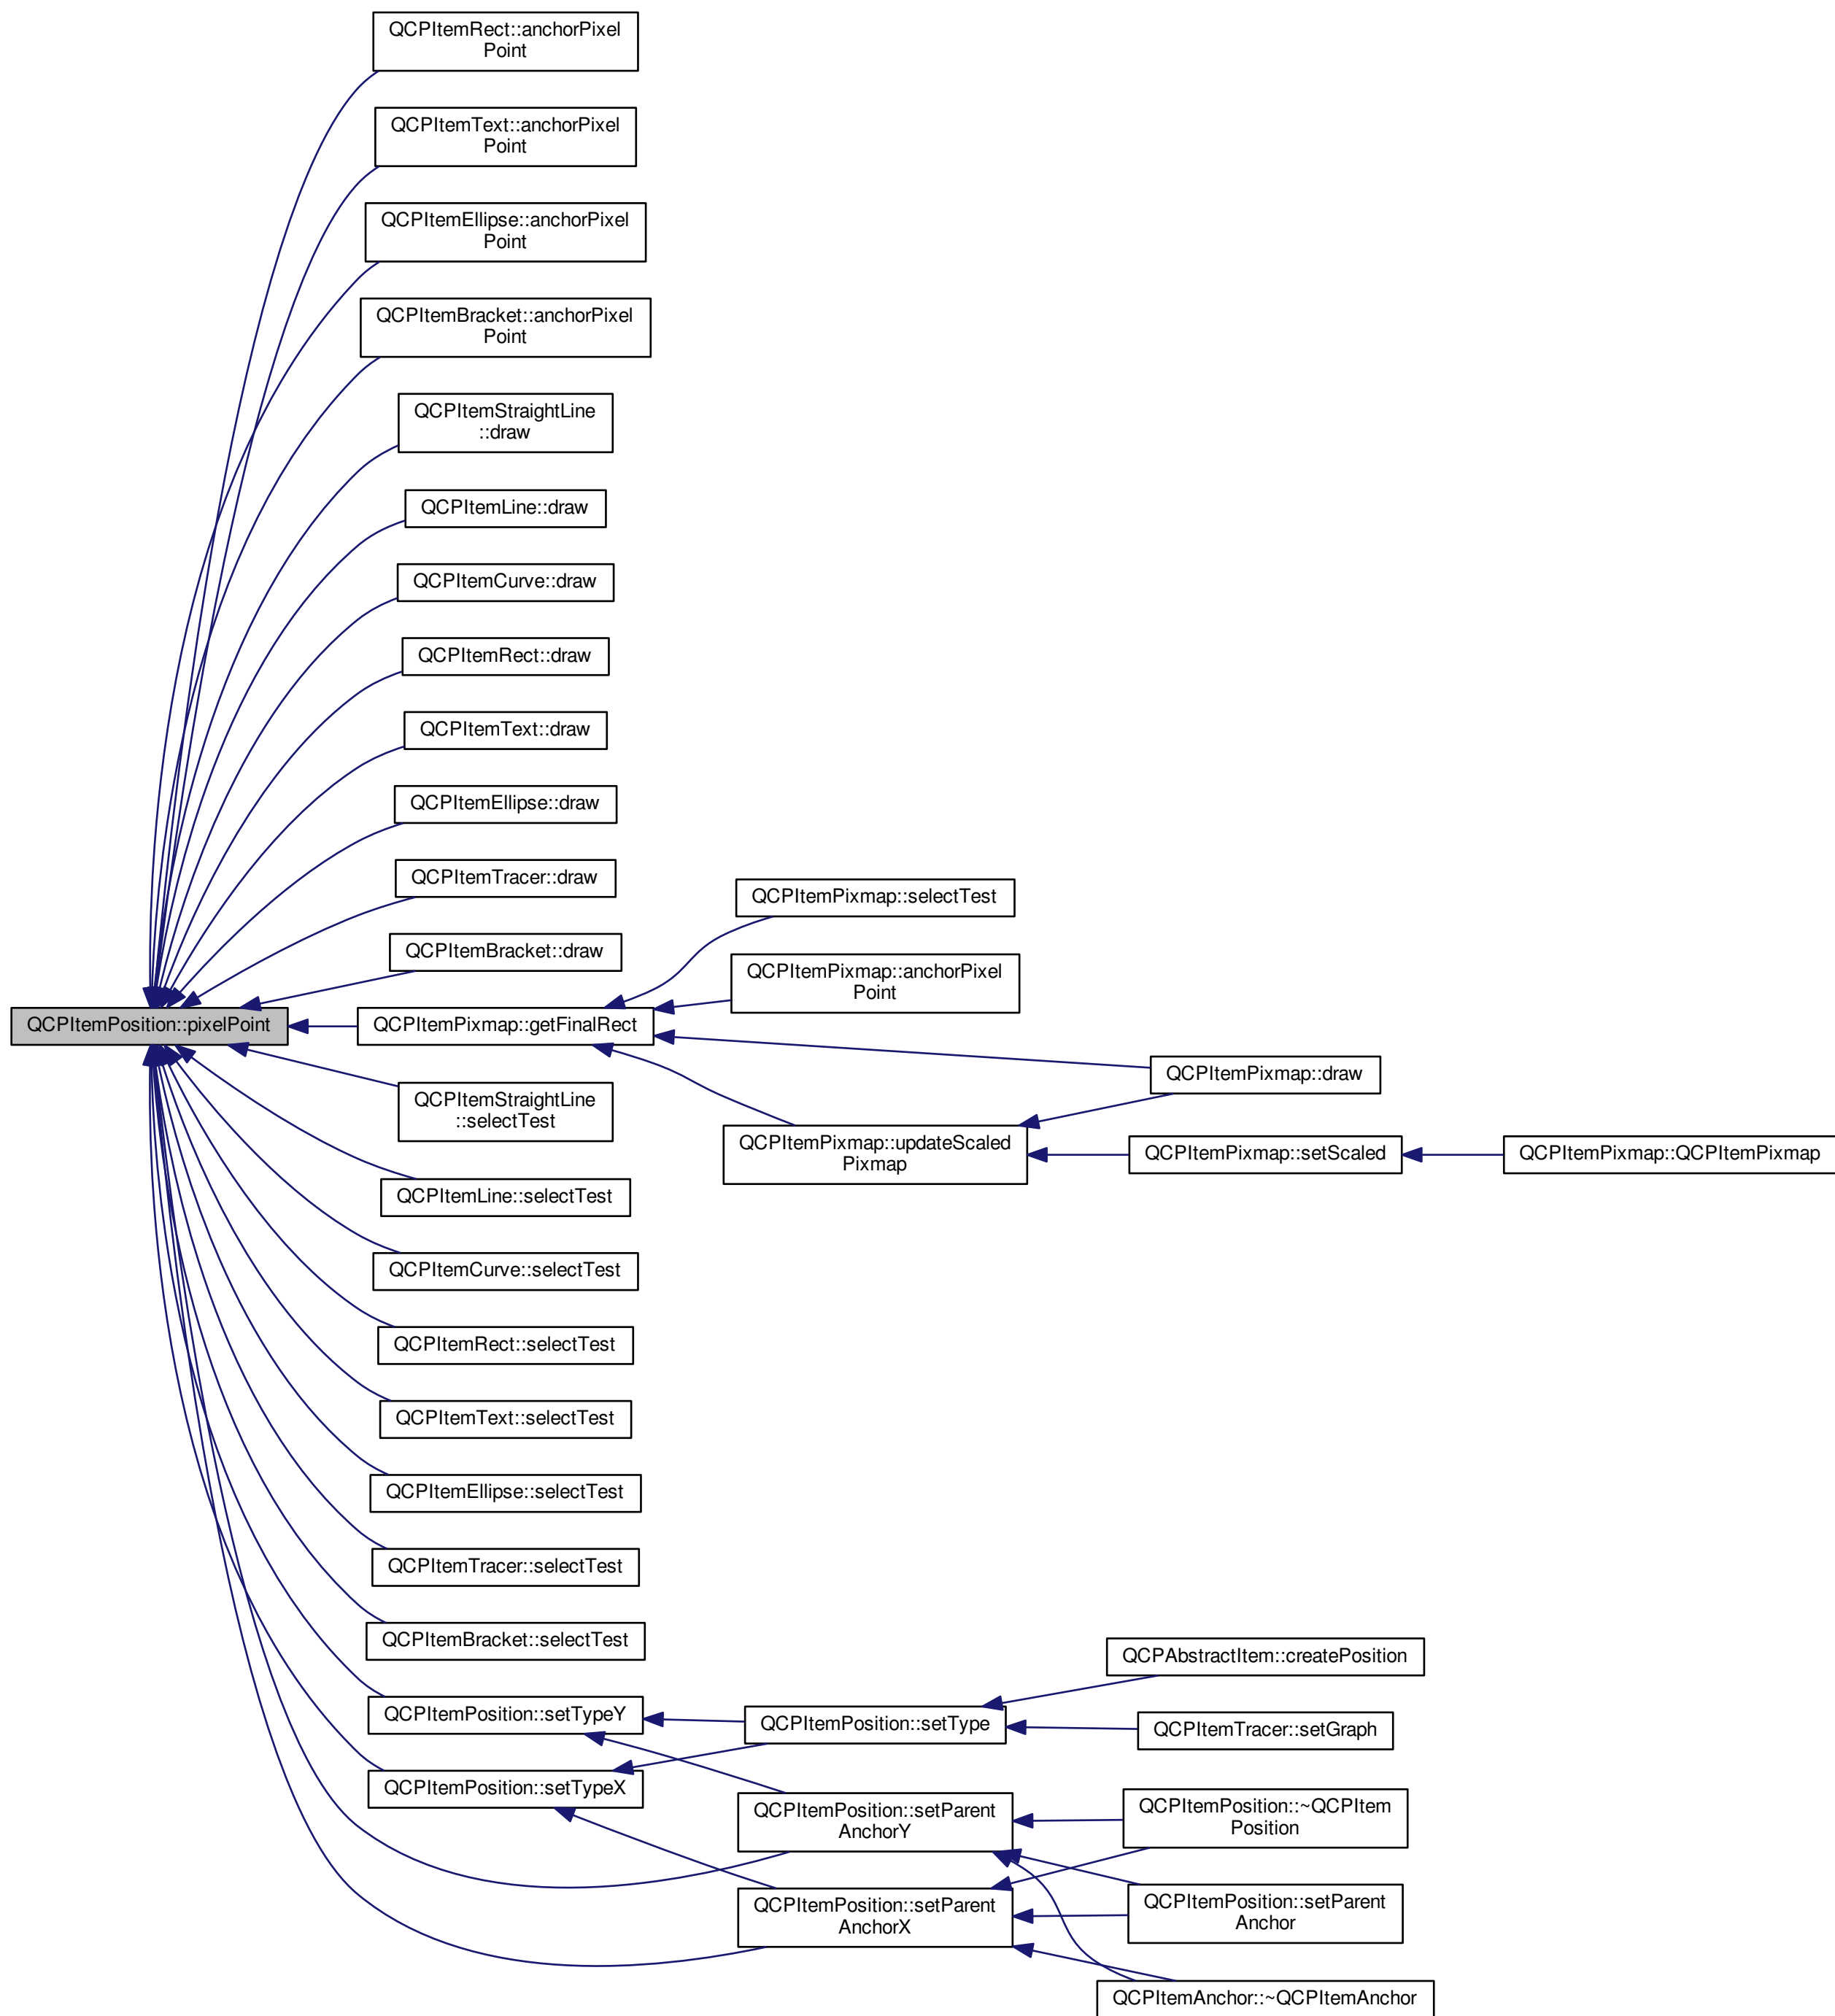 QCPItemRect::anchorPixel
Point
QCPItemText::anchorPixel
Point
QCPItemEllipse::anchorPixel
Point
QCPItemBracket::anchorPixel
Point
QCPItemStraightLine
::draw
QCPItemLine::draw
QCPItemCurve::draw
QCPItemRect::draw
QCPItemText::draw
QCPItemEllipse::draw
QCPItemTracer::draw
QCPItemBracket::draw
QCPItemPosition::pixelPoint
QCPItemPixmap::getFinalRect
QCPItemPixmap::selectTest
QCPItemPixmap::anchorPixel
Point
QCPItemPixmap::draw
QCPItemPixmap::updateScaled
Pixmap
QCPItemPixmap::setScaled
QCPItemPixmap::QCPItemPixmap
QCPItemStraightLine
::selectTest
QCPItemLine::selectTest
QCPItemCurve::selectTest
QCPItemRect::selectTest
QCPItemText::selectTest
QCPItemEllipse::selectTest
QCPItemTracer::selectTest
QCPItemBracket::selectTest
QCPItemPosition::setTypeY
QCPItemPosition::setTypeX
QCPItemPosition::setType
QCPAbstractItem::createPosition
QCPItemTracer::setGraph
QCPItemPosition::setParent
AnchorY
QCPItemPosition::setParent
AnchorX
QCPItemPosition::~QCPItem
Position
QCPItemPosition::setParent
Anchor
QCPItemAnchor::~QCPItemAnchor